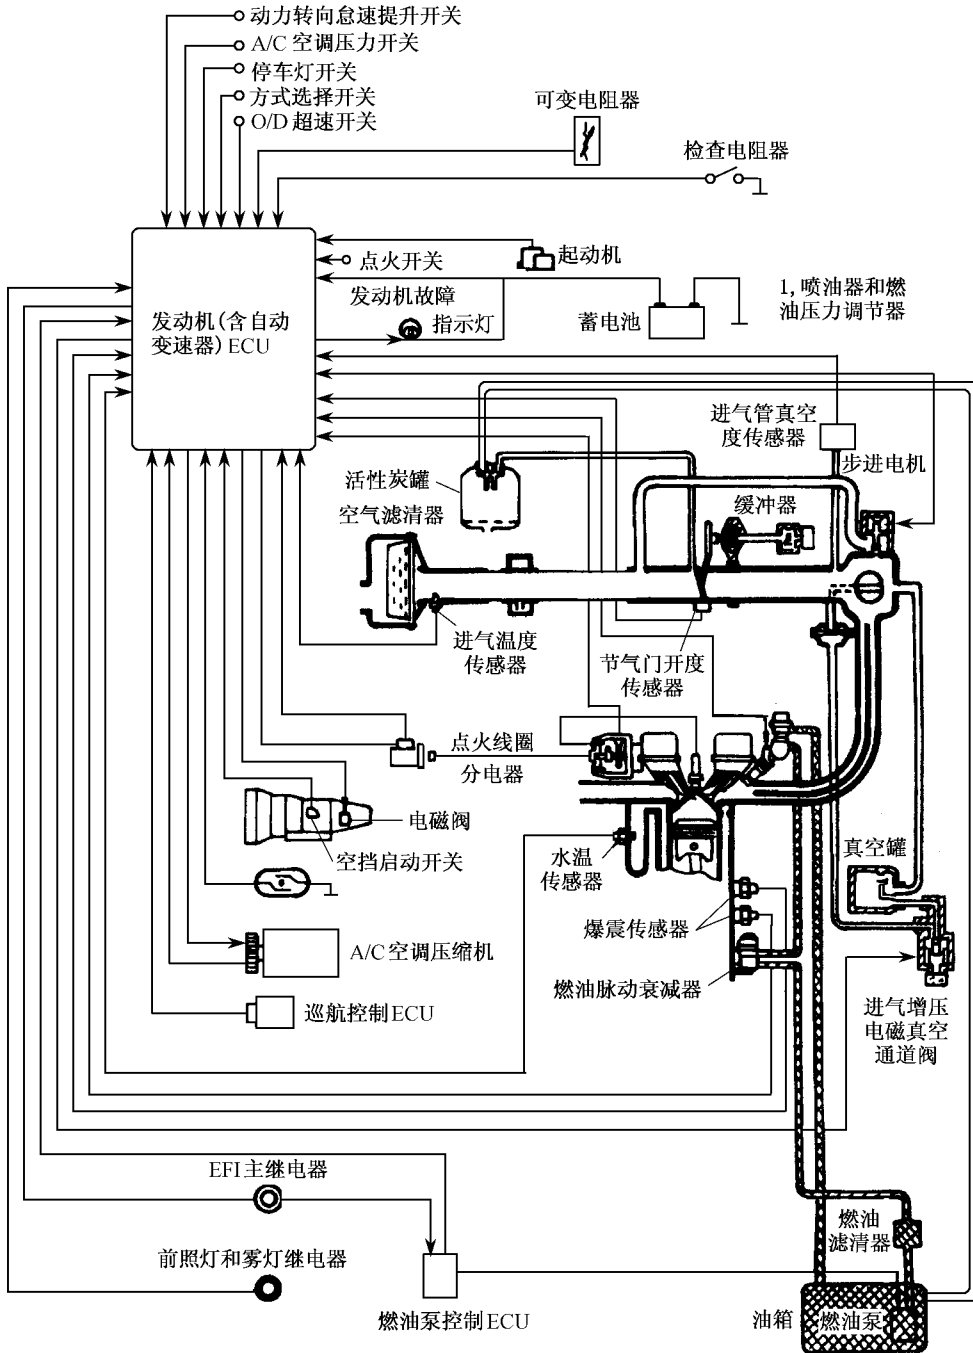 动力转向怠速提升开关
A/C 空调压力开关
停车灯开关
方式选择开关
O/D 超速开关
可变电阻器
检查电阻器
起动机
点火开关
发动机故障
指示灯
蓄电池
1,喷油器和燃
油压力调节器
发动机(含自动
变速器)ECU
进气管真空
度传感器
步进电机
活性炭罐
空气滤清器
缓冲器
进气温度
传感器
节气门开度
传感器
点火线圈
分电器
电磁阀
空挡启动开关
水温
传感器
真空罐
爆震传感器
A/C 空调压缩机
燃油脉动衰减器
巡航控制ECU
进气增压
电磁真空
通道阀
EFI 主继电器
燃油
滤清器
前照灯和雾灯继电器
燃油泵控制ECU
油箱
燃油泵